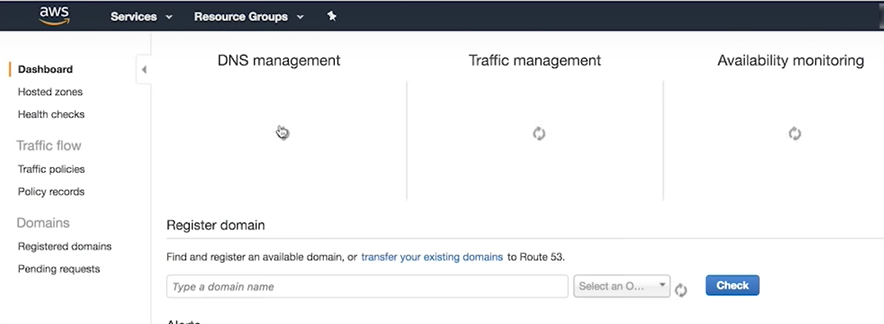 aws Services Resource Groups
DNS management Traffic management Availability monitoring
Dashboard
Hosted zones
Health checks
Traffic flow
Traffic policies
Policy records
Domains
Registered domains
Pending requests
Register domain
Find and register an available domain, or transfer your existing domains to Route 53.
Type a domain name Select an O... Check
Alerts